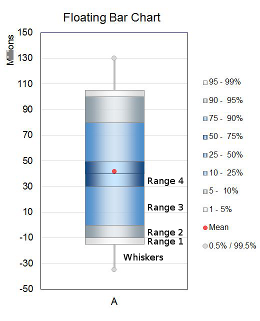 Floating Bar Chart
Millions
150
130
110
90
70
50
30
10
-10
-30
-50
A
Range 4
Range 3
Range 2
Range 1
Whiskers
95 - 99%
90 - 95%
75 - 90%
50 - 75%
25 - 50%
10 - 25%
5 - 10%
1 - 5%
Mean
0.5% / 99.5%